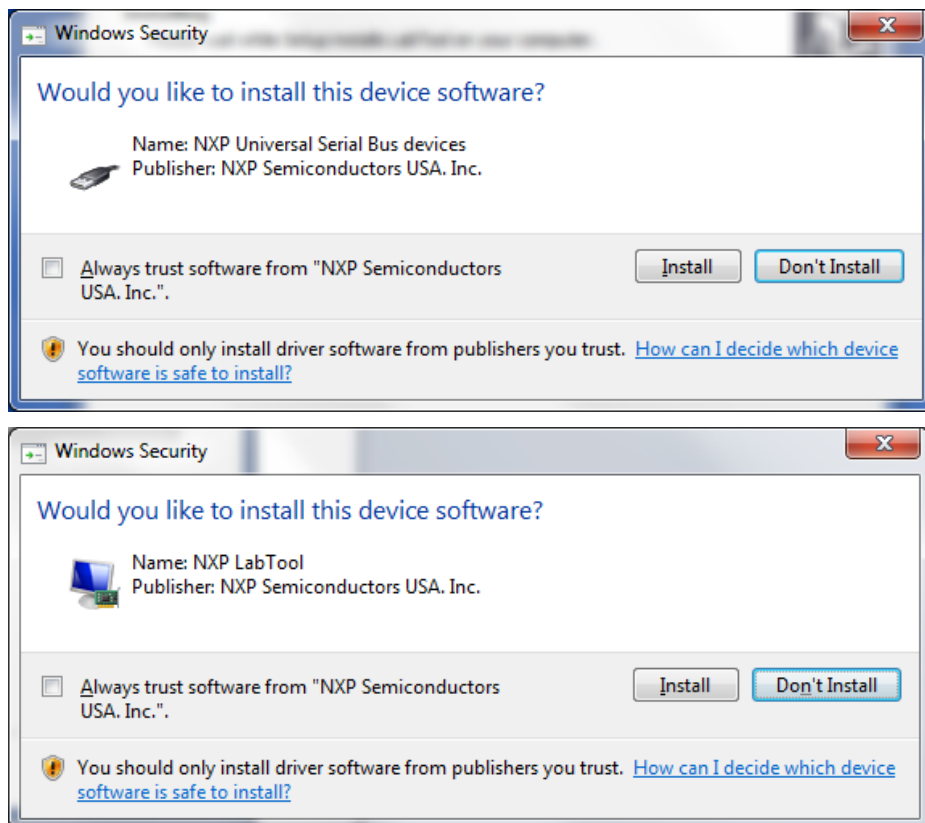 Windows Security
Would you like to install this device software?
Name: NXP Universal Serial Bus devices
Publisher: NXP Semiconductors USA. Inc.
Always trust software from "NXP Semiconductors
USA. Inc.".
Install
Don't Install
You should only install driver software from publishers you trust. How can I decide which device
software is safe to install?
Windows Security
Would you like to install this device software?
Name: NXP LabTool
Publisher: NXP Semiconductors USA. Inc.
Always trust software from "NXP Semiconductors
USA. Inc.".
Install
Don't Install
You should only install driver software from publishers you trust. How can I decide which device
software is safe to install?